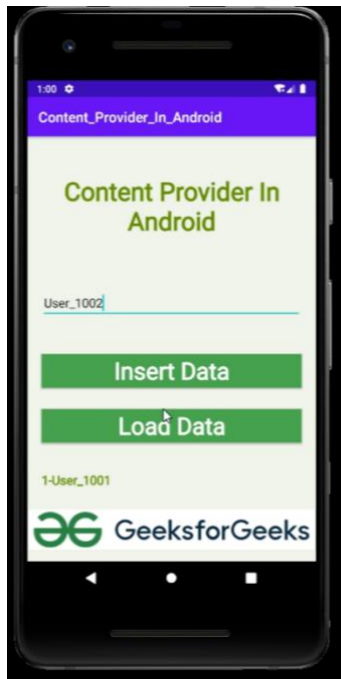 1:00
Content_Provider_In_Android
Content Provider In
Android
User_1002
Insert Data
Load Data
1-User_1001
GeeksforGeeks